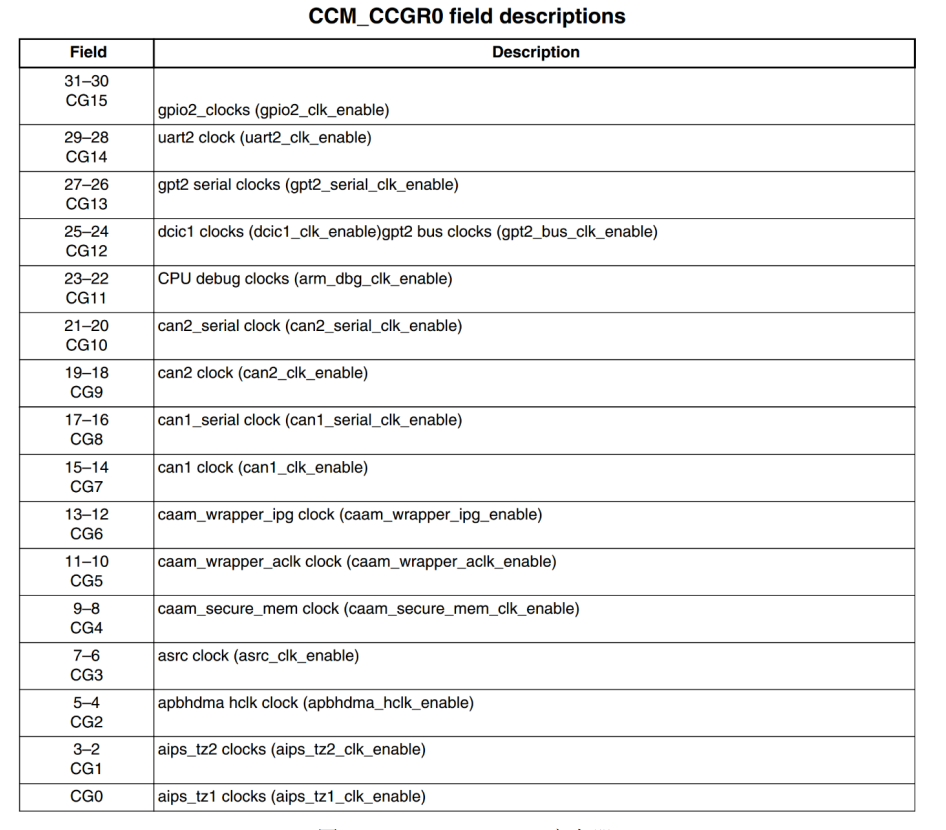 CCM_CCGR0 field descriptions
Field Description
31–30
CG15
gpio2_clocks (gpio2_clk_enable)
29–28 uart2 clock (uart2_clk_enable)
CG14
27–26 gpt2 serial clocks (gpt2_serial_clk_enable)
CG13
25–24 dcic1 clocks (dcic1_clk_enable)gpt2 bus clocks (gpt2_bus_clk_enable)
CG12
23–22 CPU debug clocks (arm_dbg_clk_enable)
CG11
21–20 can2_serial clock (can2_serial_clk_enable)
CG10
19–18 can2 clock (can2_clk_enable)
CG9
17–16 can1_serial clock (can1_serial_clk_enable)
CG8
15–14 can1 clock (can1_clk_enable)
CG7
13–12 caam_wrapper_ipg clock (caam_wrapper_ipg_enable)
CG6
11–10 caam_wrapper_aclk clock (caam_wrapper_aclk_enable)
CG5
9–8 caam_secure_mem clock (caam_secure_mem_clk_enable)
CG4
7–6 asrc clock (asrc_clk_enable)
CG3
5–4 apbhdma hclk clock (apbhdma_hclk_enable)
CG2
3–2 aips_tz2 clocks (aips_tz2_clk_enable)
CG1
CG0 aips_tz1 clocks (aips_tz1_clk_enable)